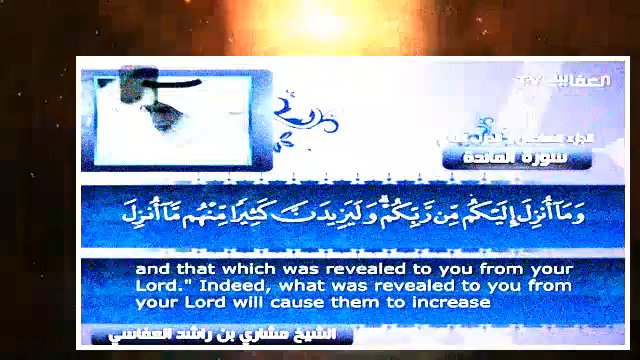 العفاسي TV
سورة المائدة
وَمَا أُنزِلَ إِلَيْكُم مِّن رَّبِّكُمْ ۗ وَلَيَزِيدَنَّ كَثِيرًا مِّنْهُم مَّا أُنزِلَ
and that which was revealed to you from your
Lord." Indeed, what was revealed to you from
your Lord will cause them to increase
الشيخ مشاري بن راشد العفاسي